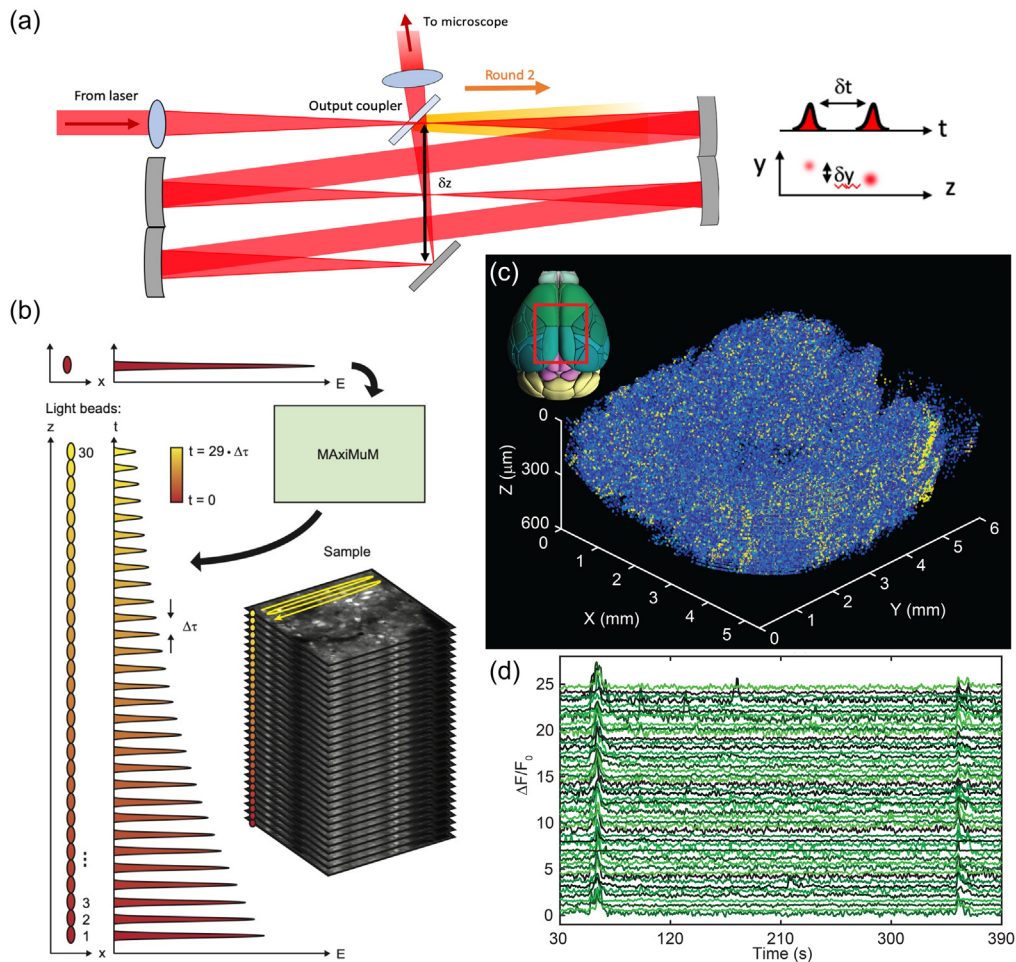 (a)
To microscope
From laser
Output coupler
Round 2
δz
δt
t
y
δy
z
(b)
x
E
Light beads:
z
t
30
t = 29 • Δτ
t=0
MAxiMuM
Sample
Δτ
...
3
2
1
x
E
(c)
0
300
600
Z (μm)
0
1
2
3
4
5
X (mm)
0
1
2
3
4
5
6
Y (mm)
(d)
25
20
15
10
5
0
ΔF/F₀
30
120
210
300
390
Time (s)